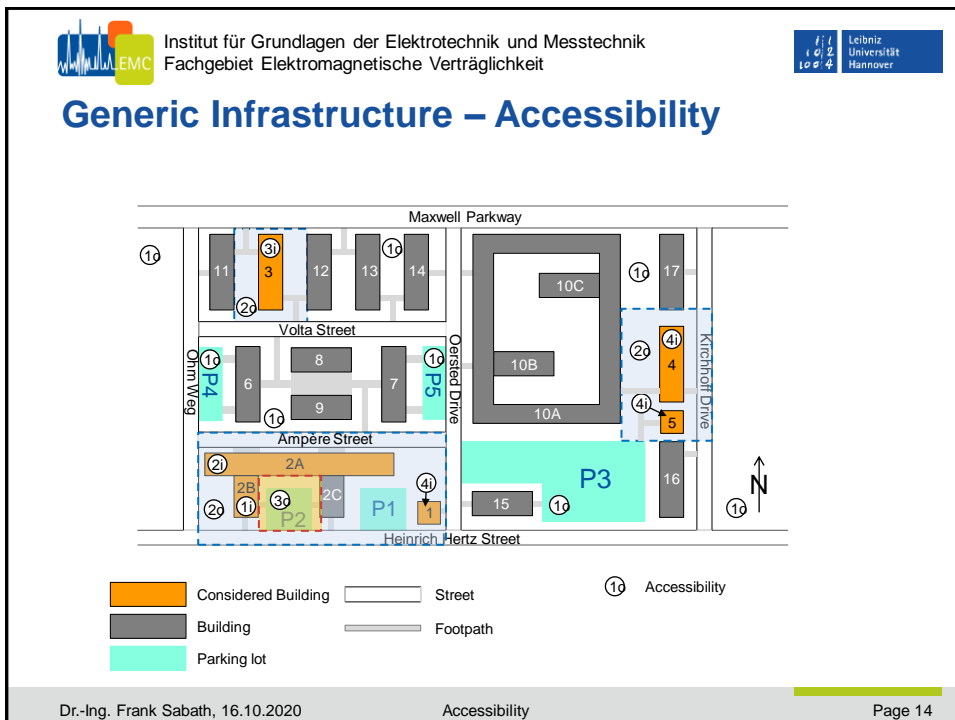 Institut für Grundlagen der Elektrotechnik und Messtechnik
Fachgebiet Elektromagnetische Verträglichkeit
EMC
Leibniz
Universität
Hannover
Generic Infrastructure – Accessibility
Maxwell Parkway
1o
11
3i
3
2o
12
13
1o
14
10C
1o
17
Volta Street
Ohm Weg
1o
P4
6
8
9
1o
7
1o
P5
Oersted Drive
10B
10A
2o
4i
4
4i
5
Kirchhoff Drive
Ampère Street
2i
2A
2B
1i
2o
3o
P2
2C
P1
4i
1
15
1o
P3
16
1o
N
Heinrich Hertz Street
Considered Building
Street
1o
Accessibility
Building
Footpath
Parking lot
Dr.-Ing. Frank Sabath, 16.10.2020
Accessibility
Page 14